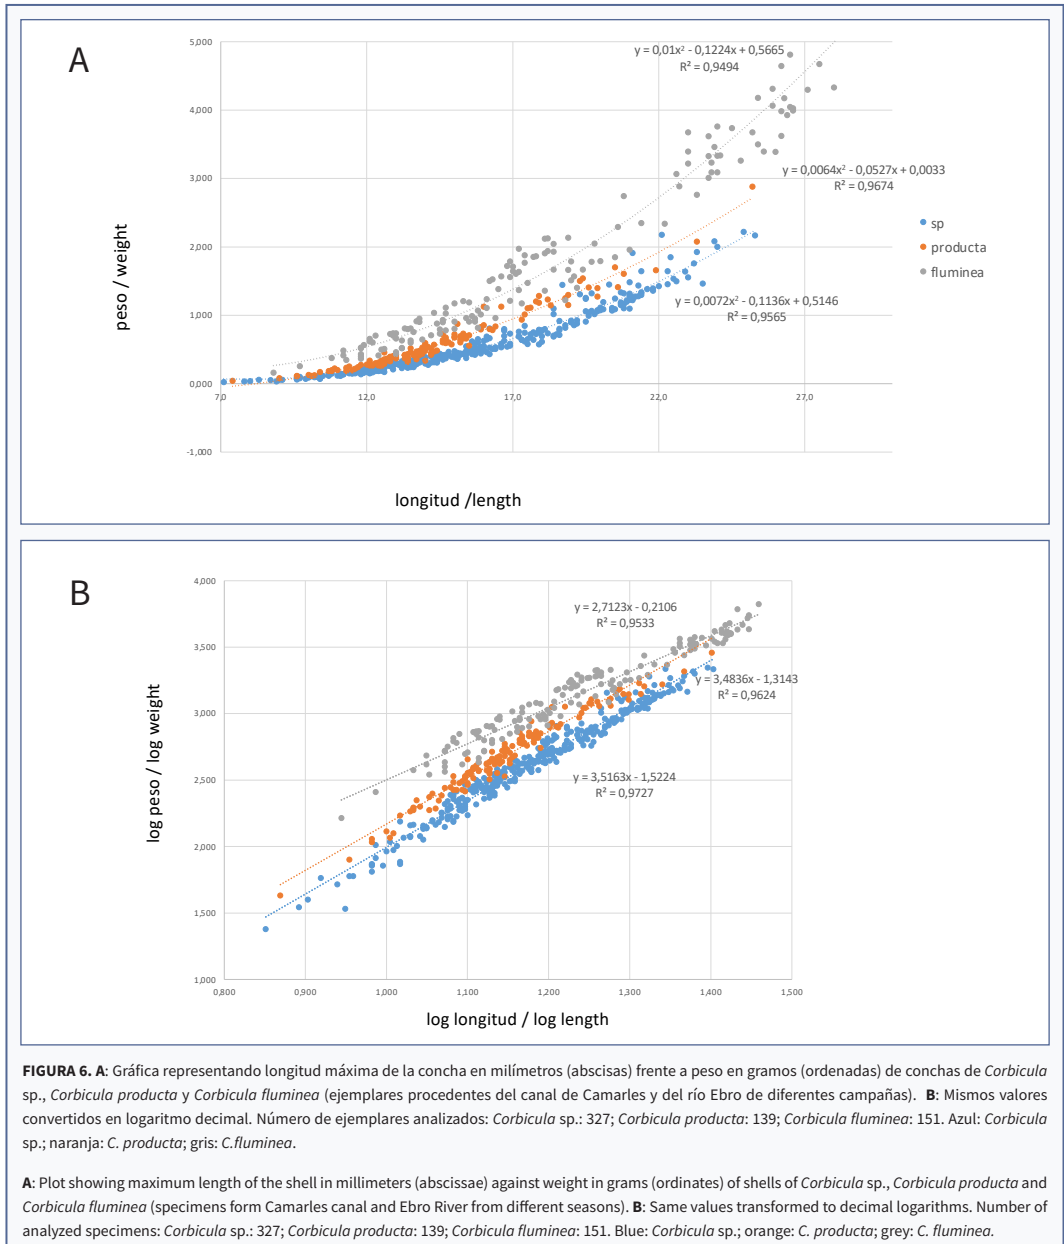 A
5,000
4,000
3,000
2,000
1,000
0,000
-1,000
7,0
12,0
17,0
22,0
27,0
y = 0,01x² - 0,1224x + 0,5665
R² = 0,9494
y = 0,0064x² - 0,0527x + 0,0033
R² = 0,9674
y = 0,0072x² - 0,1136x + 0,5146
R² = 0,9565
sp
producta
fluminea
peso / weight
longitud /length
B
4,000
3,500
3,000
2,500
2,000
1,500
1,000
0,800
0,900
1,000
1,100
1,200
1,300
1,400
1,500
y = 2,7123x - 0,2106
R² = 0,9533
y = 3,4836x - 1,3143
R² = 0,9624
y = 3,5163x - 1,5224
R² = 0,9727
log peso / log weight
log longitud / log length
FIGURA 6. A: Gráfica representando longitud máxima de la concha en milímetros (abscisas) frente a peso en gramos (ordenadas) de conchas de Corbicula
sp., Corbicula producta y Corbicula fluminea (ejemplares procedentes del canal de Camarles y del río Ebro de diferentes campañas). B: Mismos valores
convertidos en logaritmo decimal. Número de ejemplares analizados: Corbicula sp.: 327; Corbicula producta: 139; Corbicula fluminea: 151. Azul: Corbicula
sp.; naranja: C. producta; gris: C.fluminea.
A: Plot showing maximum length of the shell in millimeters (abscissae) against weight in grams (ordinates) of shells of Corbicula sp., Corbicula producta and
Corbicula fluminea (specimens form Camarles canal and Ebro River from different seasons). B: Same values transformed to decimal logarithms. Number of
analyzed specimens: Corbicula sp.: 327; Corbicula producta: 139; Corbicula fluminea: 151. Blue: Corbicula sp.; orange: C. producta; grey: C. fluminea.